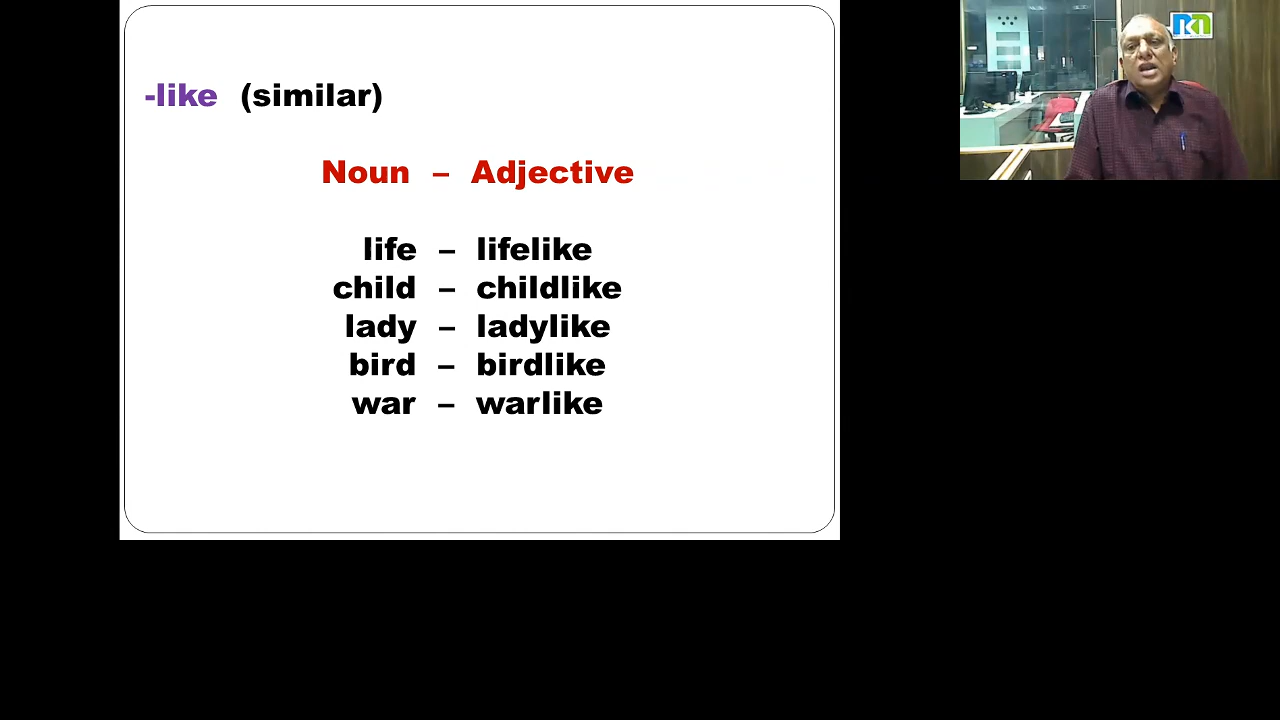 -like (similar)
Noun – Adjective
life – lifelike
child – childlike
lady – ladylike
bird – birdlike
war – warlike